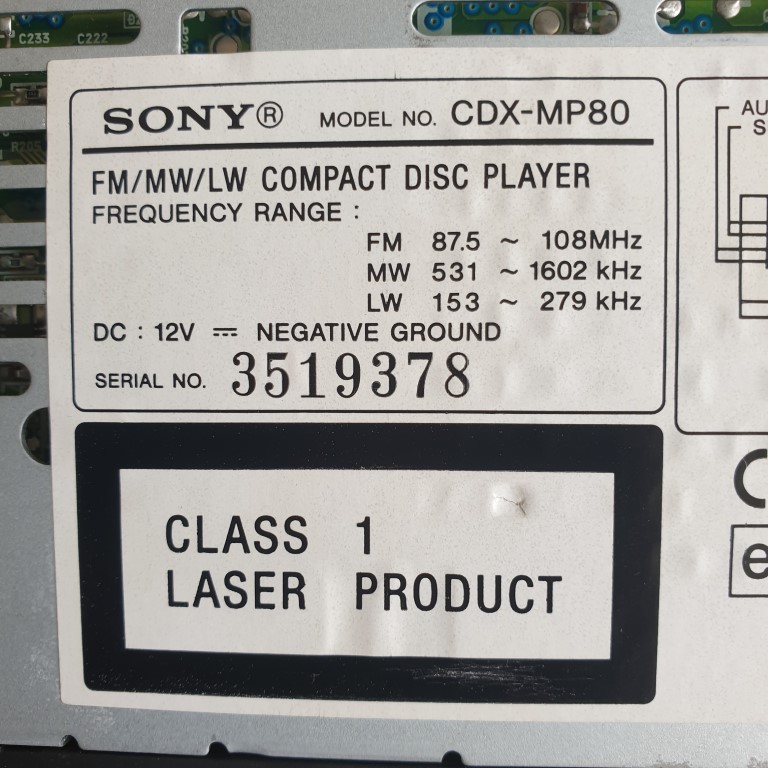 C233 C222
R205
SONY® MODEL NO. CDX-MP80
FM/MW/LW COMPACT DISC PLAYER
FREQUENCY RANGE :
FM 87.5 ~ 108MHz
MW 531 ~ 1602 kHz
LW 153 ~ 279 kHz
DC : 12V ⎓ NEGATIVE GROUND
SERIAL NO. 3519378
CLASS 1
LASER PRODUCT
AU
S
e